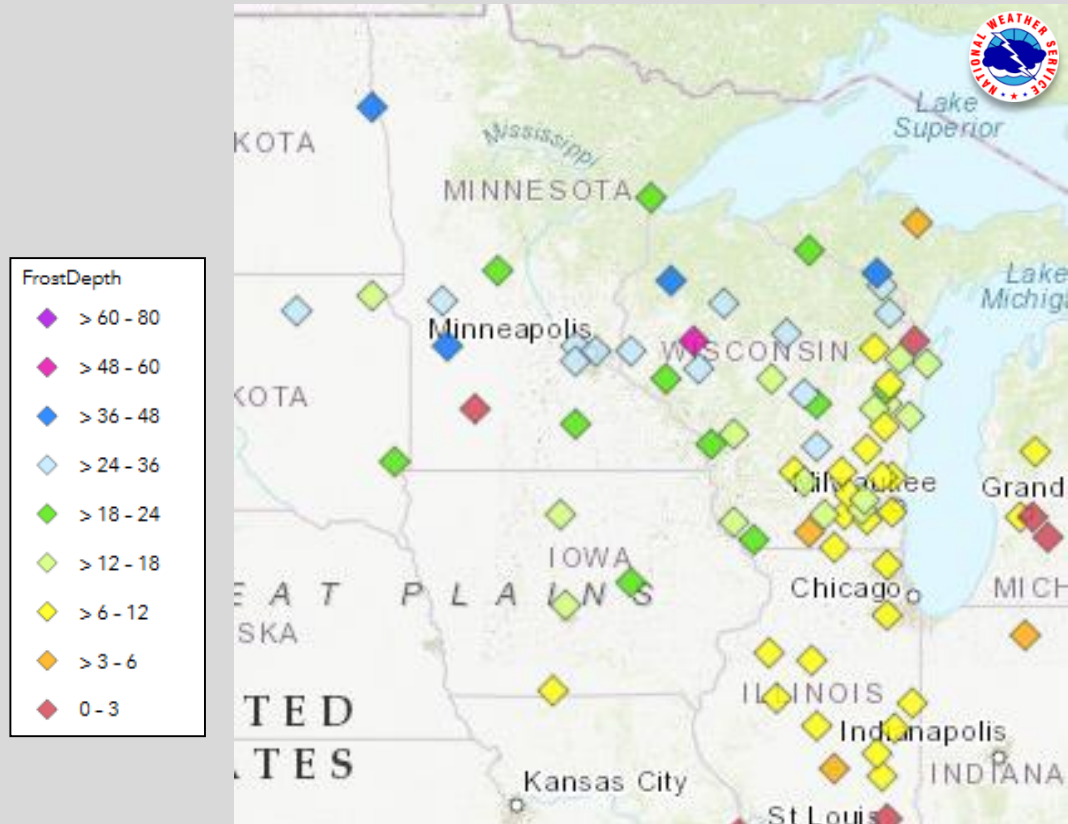 NATIONAL WEATHER SERVICE
Lake
Superior
KOTA
Mississippi
MINNESOTA
FrostDepth
> 60 - 80
> 48 - 60
> 36 - 48
> 24 - 36
> 18 - 24
> 12 - 18
> 6 - 12
> 3 - 6
0 - 3
Lake
Michiga
Minneapolis
WISCONSIN
KOTA
Milwaukee
Grand
IOWA
EAT PLAINS
Chicago
MICH
SKA
ILLINOIS
TED
ATES
Indianapolis
INDIANA
Kansas City
St Louis